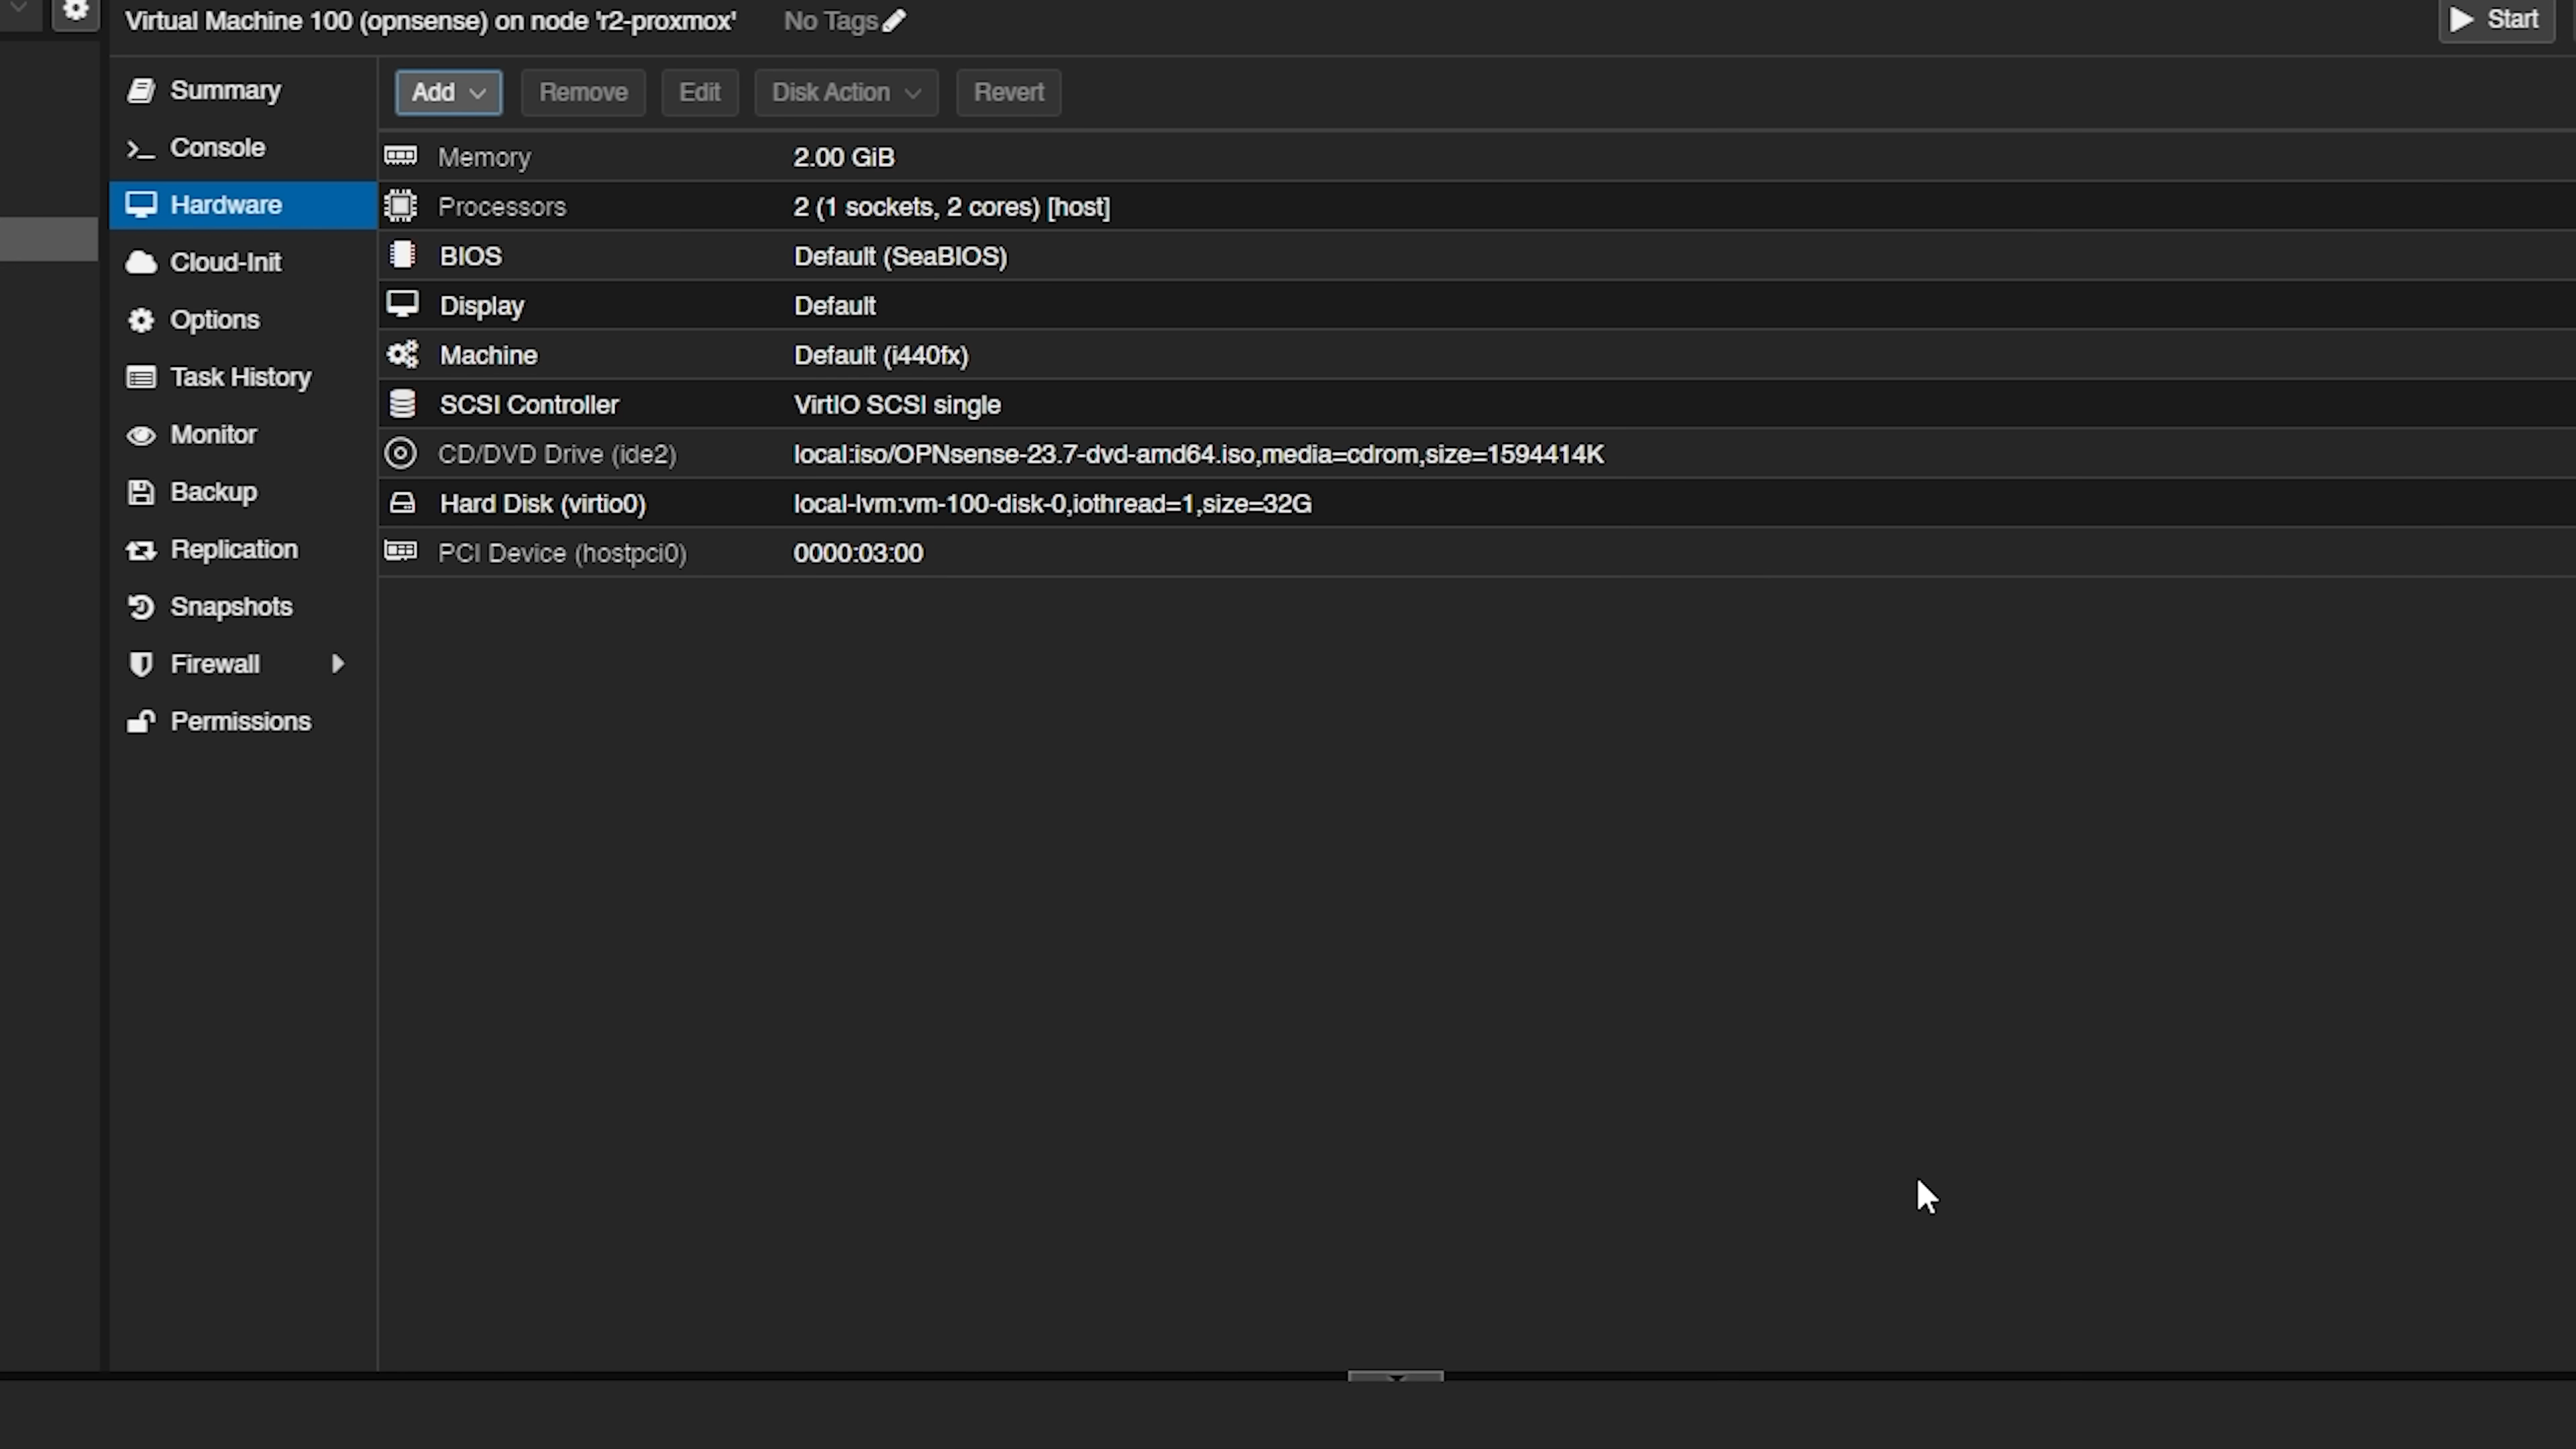 Virtual Machine 100 (opnsense) on node 'r2-proxmox' No Tags Start
Summary
Console
Hardware
Cloud-Init
Options
Task History
Monitor
Backup
Replication
Snapshots
Firewall
Permissions
Add Remove Edit Disk Action Revert
Memory 2.00 GiB
Processors 2 (1 sockets, 2 cores) [host]
BIOS Default (SeaBIOS)
Display Default
Machine Default (i440fx)
SCSI Controller VirtIO SCSI single
CD/DVD Drive (ide2) local:iso/OPNsense-23.7-dvd-amd64.iso,media=cdrom,size=1594414K
Hard Disk (virtio0) local-lvm:vm-100-disk-0,iothread=1,size=32G
PCI Device (hostpci0) 0000:03:00